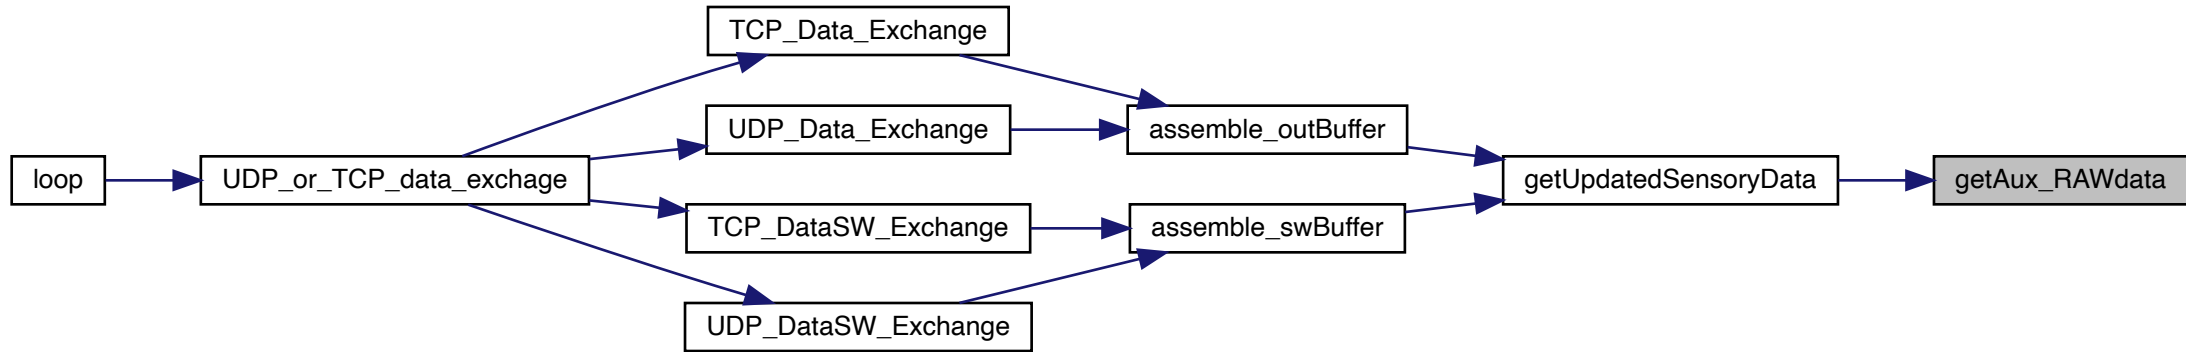 loop
UDP_or_TCP_data_exchage
TCP_Data_Exchange
UDP_Data_Exchange
TCP_DataSW_Exchange
UDP_DataSW_Exchange
assemble_outBuffer
assemble_swBuffer
getUpdatedSensoryData
getAux_RAWdata